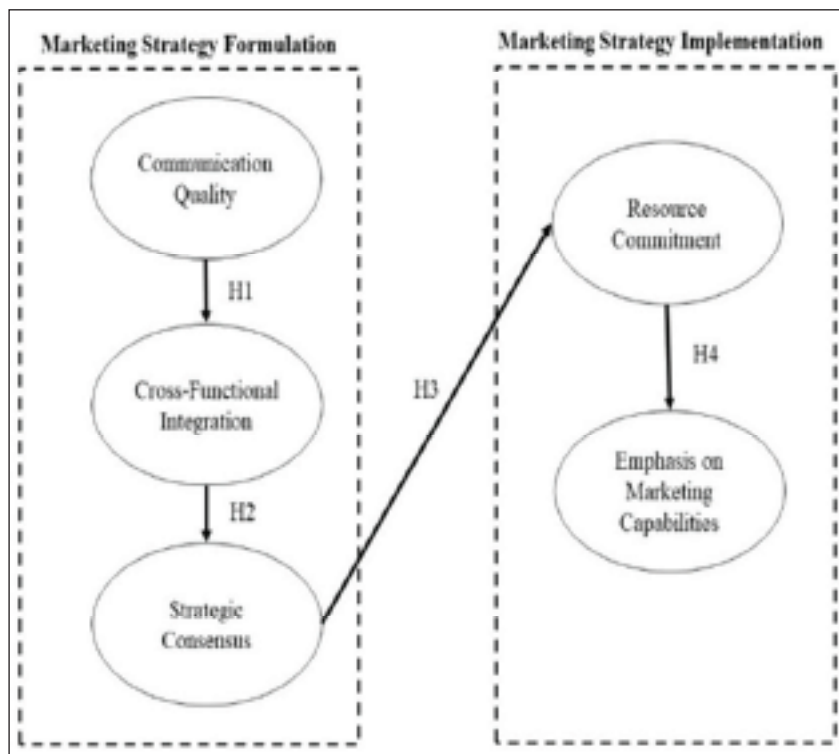 Marketing Strategy Formulation
Communication
Quality
H1
Cross-Functional
Integration
H2
Strategic
Consensus
H3
Marketing Strategy Implementation
Resource
Commitment
H4
Emphasis on
Marketing
Capabilities